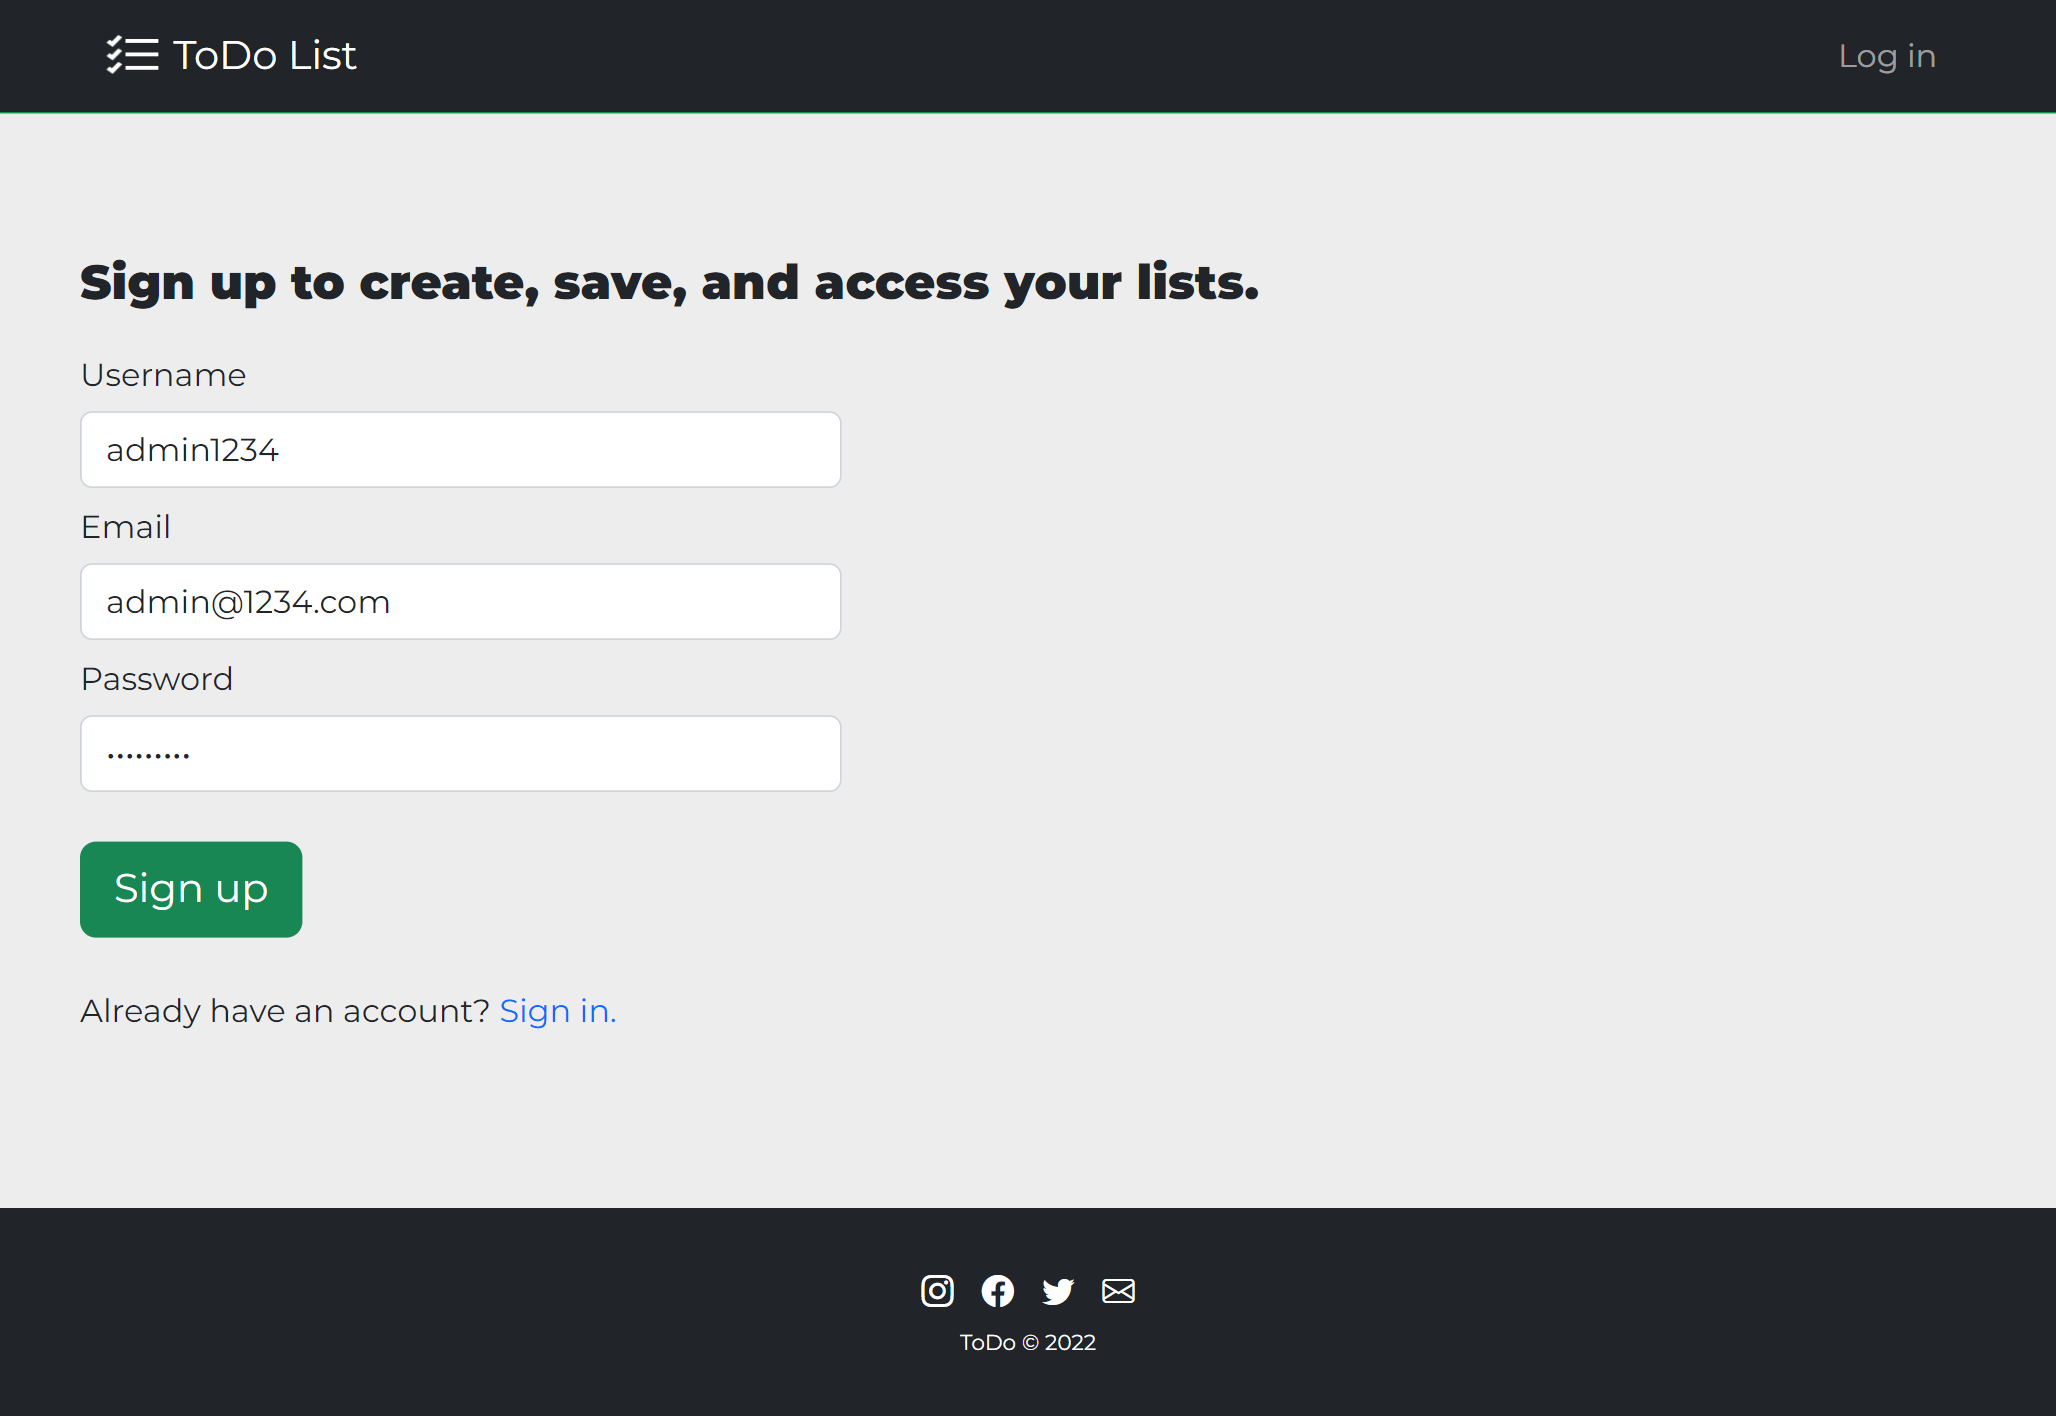 ToDo List
Log in
Sign up to create, save, and access your lists.
Username
admin1234
Email
admin@1234.com
Password
•••••••••
Sign up
Already have an account? Sign in.
ToDo © 2022